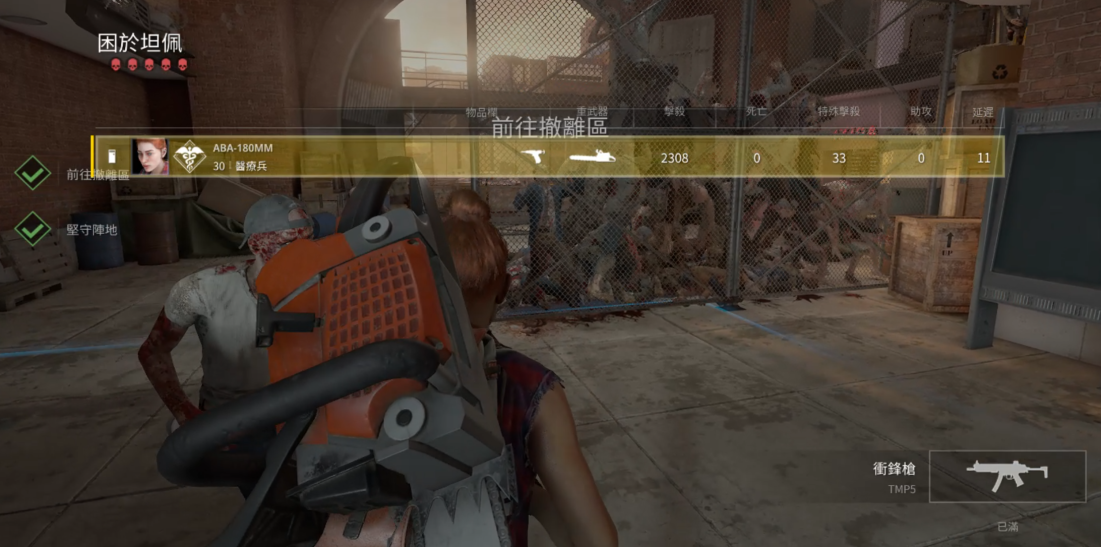 困於坦佩
物品欄 重武器 擊殺 死亡 特殊擊殺 助攻 延遲
前往撤離區
ABA-180MM
30 醫療兵
2308 0 33 0 11
前往撤離區
堅守陣地
衝鋒槍
TMP5
已滿